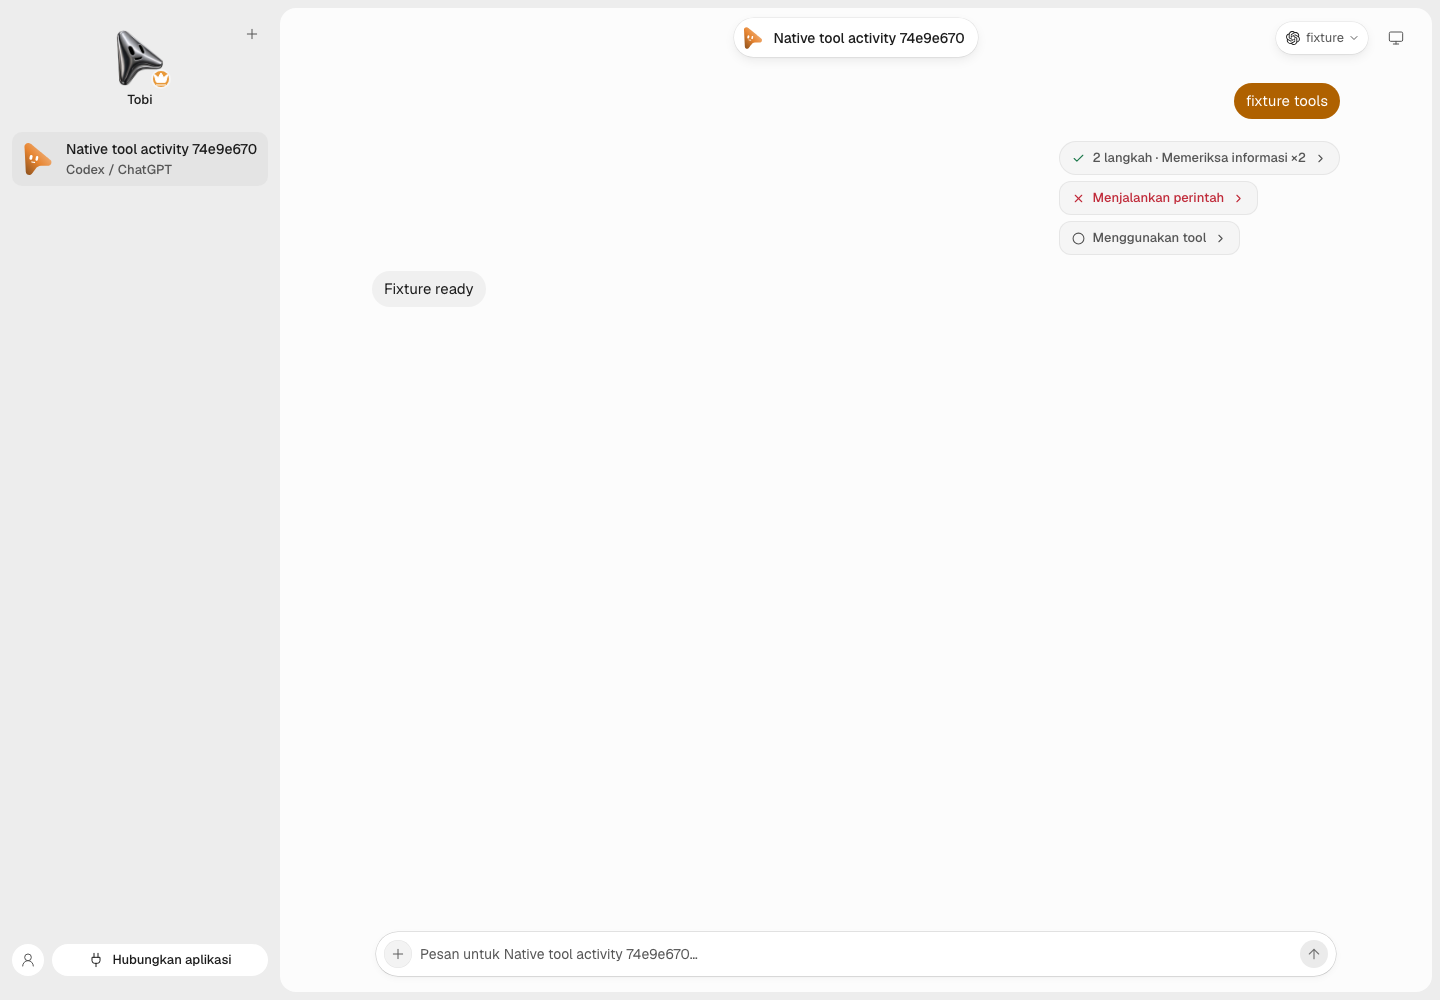 Tobi
Native tool activity 74e9e670
Codex / ChatGPT
Hubungkan aplikasi
Native tool activity 74e9e670
fixture
fixture tools
2 langkah · Memeriksa informasi ×2
Menjalankan perintah
Menggunakan tool
Fixture ready
Pesan untuk Native tool activity 74e9e670...